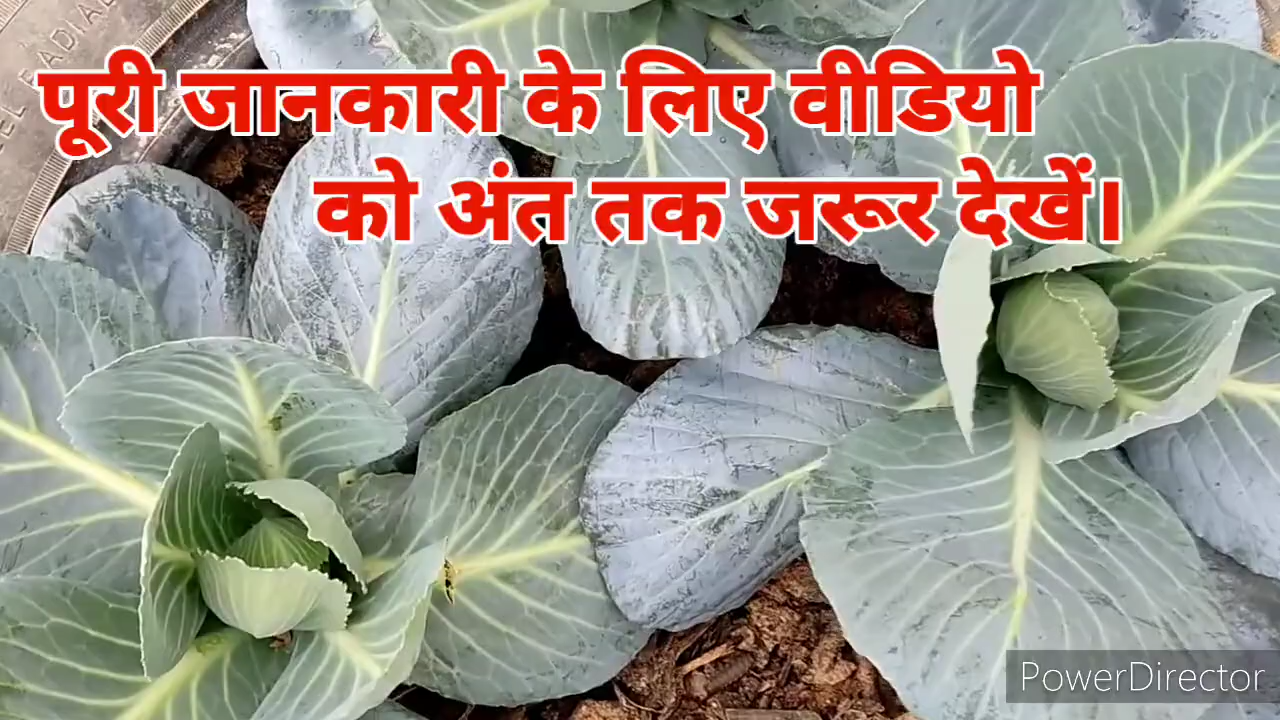 पूरी जानकारी के लिए वीडियो
को अंत तक जरूर देखें।
PowerDirector